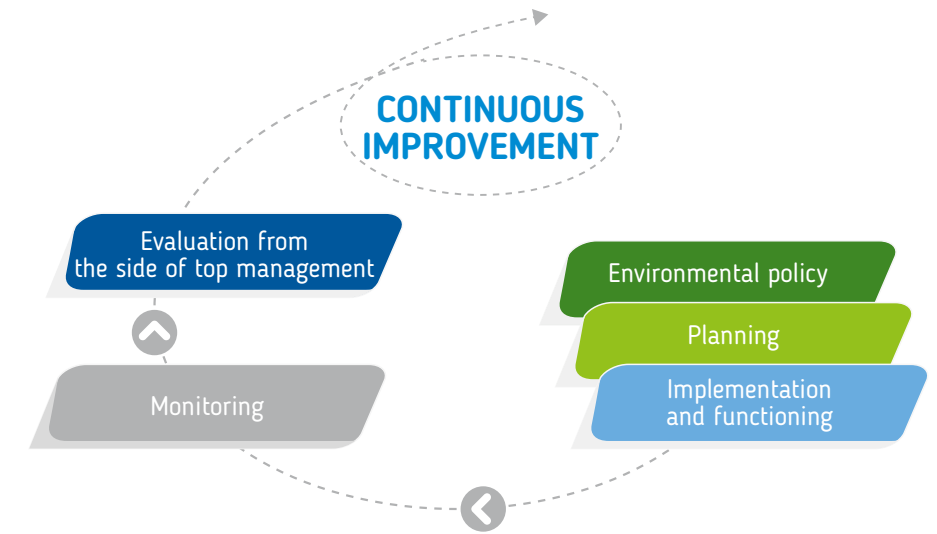 CONTINUOUS
IMPROVEMENT
Evaluation from
the side of top management
Environmental policy
Planning
Implementation
and functioning
Monitoring